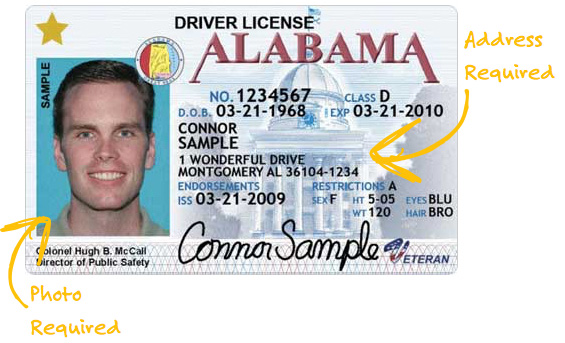 DRIVER LICENSE
ALABAMA
SAMPLE
NO. 1234567 CLASS D
D.O.B. 03-21-1968 EXP 03-21-2010
CONNOR
SAMPLE
1 WONDERFUL DRIVE
MONTGOMERY AL 36104-1234
ENDORSEMENTS RESTRICTIONS A
ISS 03-21-2009 SEX F HT 5-05 EYES BLU
WT 120 HAIR BRO
Colonel Hugh B. McCall
Director of Public Safety
Connor Sample
VETERAN
Address
Required
Photo
Required